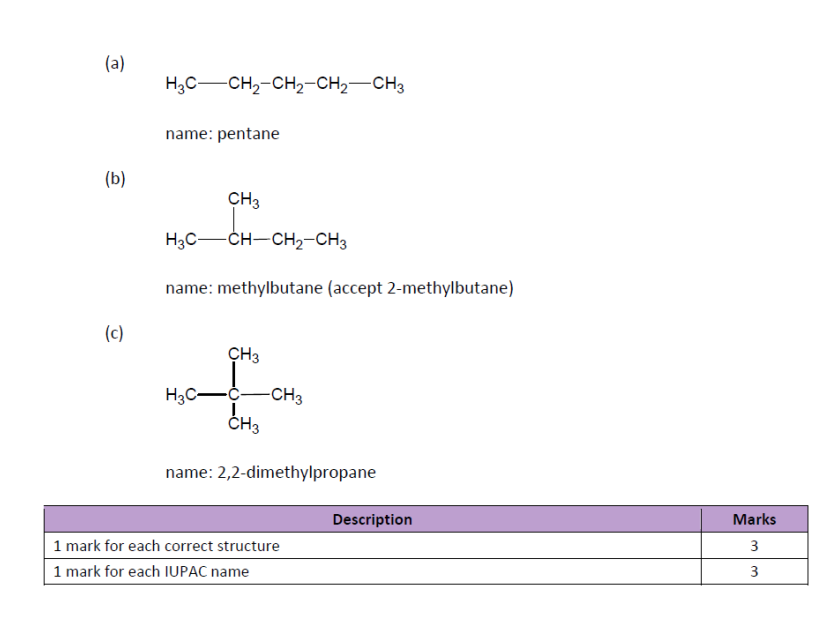 (a)
H3C—CH2–CH2–CH2—CH3
name: pentane
(b)
CH3
H3C—CH—CH2–CH3
name: methylbutane (accept 2-methylbutane)
(c)
CH3
H3C—C—CH3
CH3
name: 2,2-dimethylpropane
Description Marks
1 mark for each correct structure 3
1 mark for each IUPAC name 3